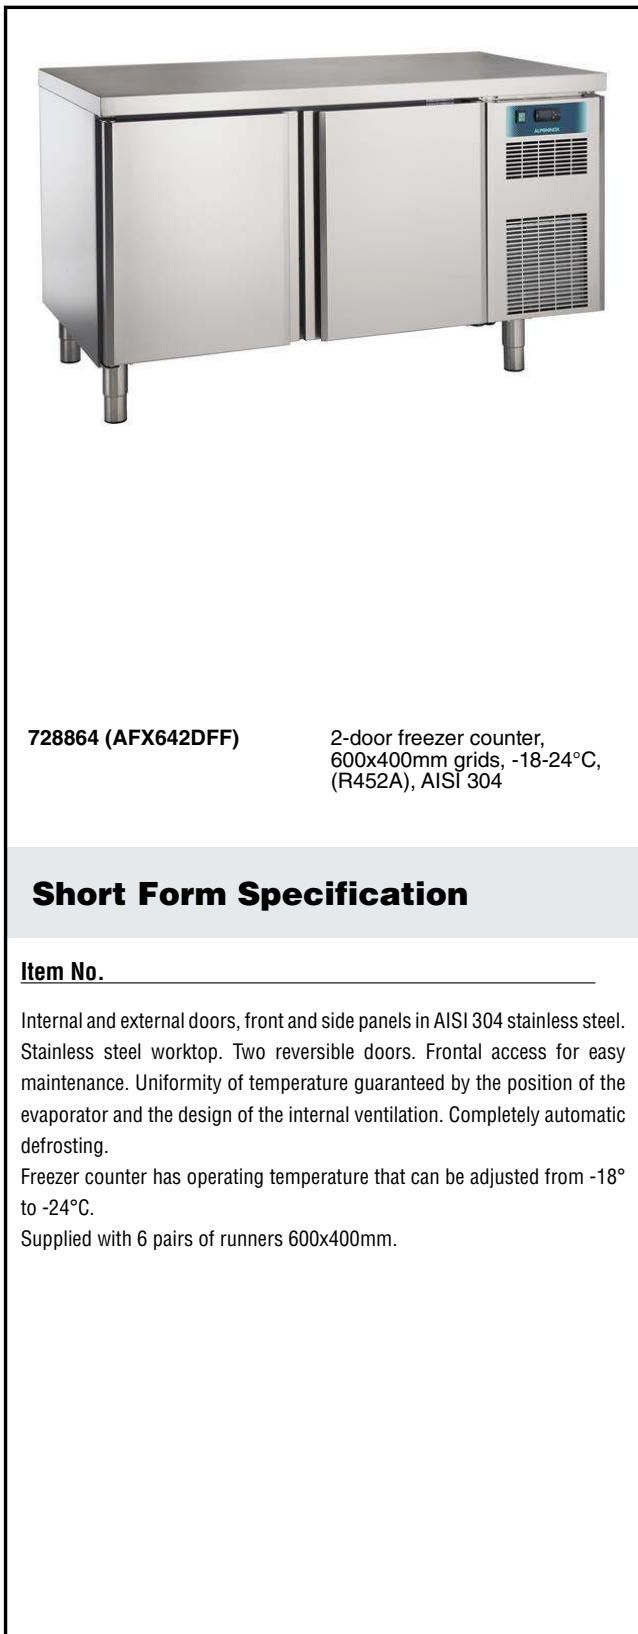 ALPENINOX
728864 (AFX642DFF)
2-door freezer counter,
600x400mm grids, -18-24°C,
(R452A), AISI 304
Short Form Specification
Item No.
Internal and external doors, front and side panels in AISI 304 stainless steel.
Stainless steel worktop. Two reversible doors. Frontal access for easy
maintenance. Uniformity of temperature guaranteed by the position of the
evaporator and the design of the internal ventilation. Completely automatic
defrosting.
Freezer counter has operating temperature that can be adjusted from -18°
to -24°C.
Supplied with 6 pairs of runners 600x400mm.